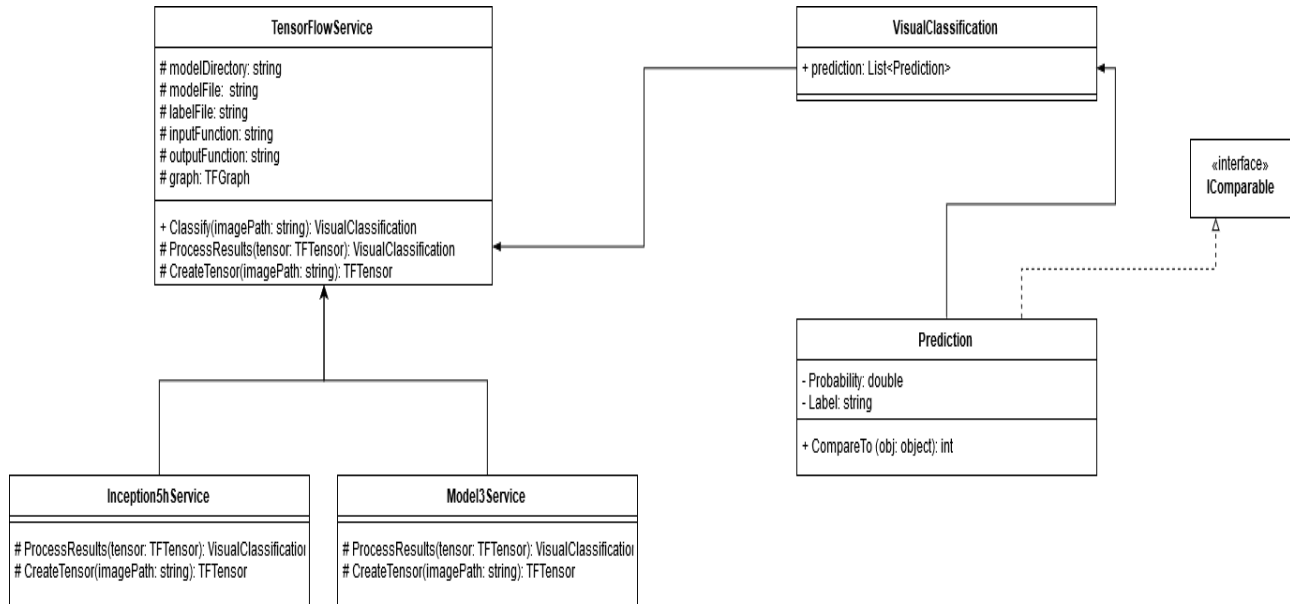 TensorFlowService
# modelDirectory: string
# modelFile: string
# labelFile: string
# inputFunction: string
# outputFunction: string
# graph: TFGraph
+ Classify(imagePath: string): VisualClassification
# ProcessResults(tensor: TFTensor): VisualClassification
# CreateTensor(imagePath: string): TFTensor
VisualClassification
+ prediction: List<Prediction>
«interface»
IComparable
Prediction
- Probability: double
- Label: string
+ CompareTo (obj: object): int
Inception5hService
# ProcessResults(tensor: TFTensor): VisualClassification
# CreateTensor(imagePath: string): TFTensor
Model3Service
# ProcessResults(tensor: TFTensor): VisualClassification
# CreateTensor(imagePath: string): TFTensor